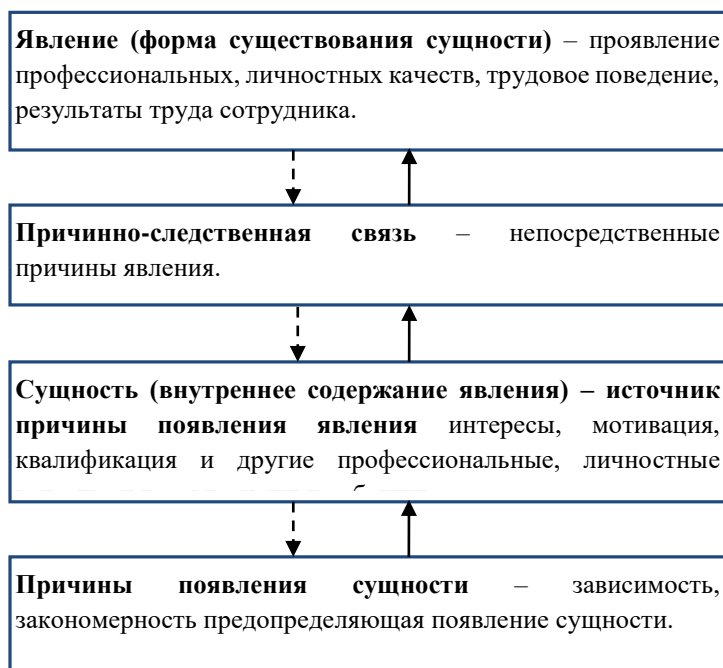 Явление (форма существования сущности) – проявление
профессиональных, личностных качеств, трудовое поведение,
результаты труда сотрудника.
Причинно-следственная связь – непосредственные
причины явления.
Сущность (внутреннее содержание явления) – источник
причины появления явления интересы, мотивация,
квалификация и другие профессиональные, личностные
Причины появления сущности – зависимость,
закономерность предопределяющая появление сущности.